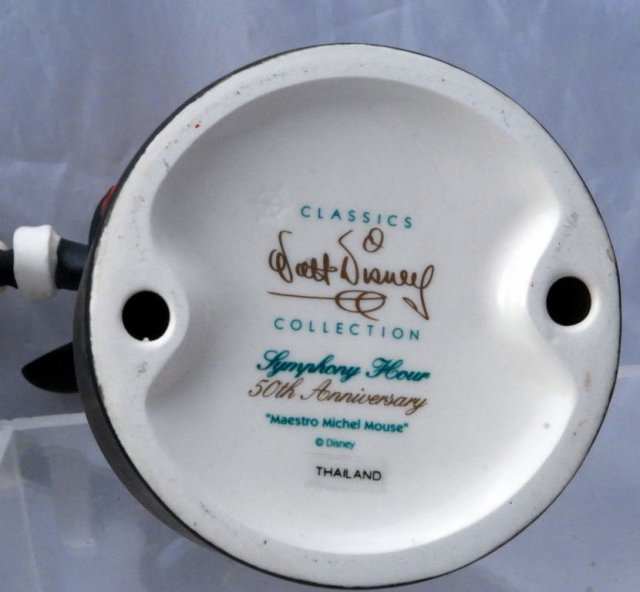 CLASSICS
Walt Disney
COLLECTION
Symphony Hour
50th Anniversary
"Maestro Michel Mouse"
© Disney
THAILAND